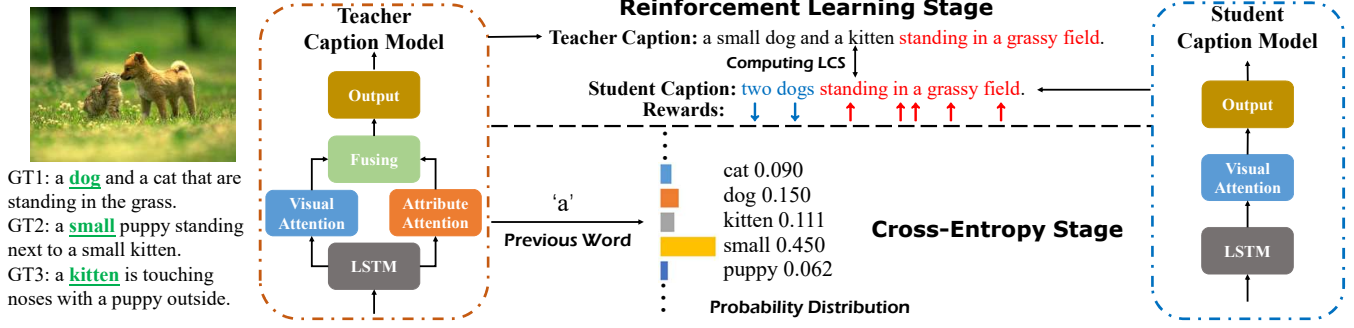 GT1: a dog and a cat that are
standing in the grass.
GT2: a small puppy standing
next to a small kitten.
GT3: a kitten is touching
noses with a puppy outside.
Teacher
Caption Model
Output
Fusing
Visual
Attention
Attribute
Attention
LSTM
Reinforcement Learning Stage
Teacher Caption: a small dog and a kitten standing in a grassy field.
Computing LCS
Student Caption: two dogs standing in a grassy field.
Rewards:
'a'
Previous Word
cat 0.090
dog 0.150
kitten 0.111
small 0.450
puppy 0.062
Probability Distribution
Cross-Entropy Stage
Student
Caption Model
Output
Visual
Attention
LSTM